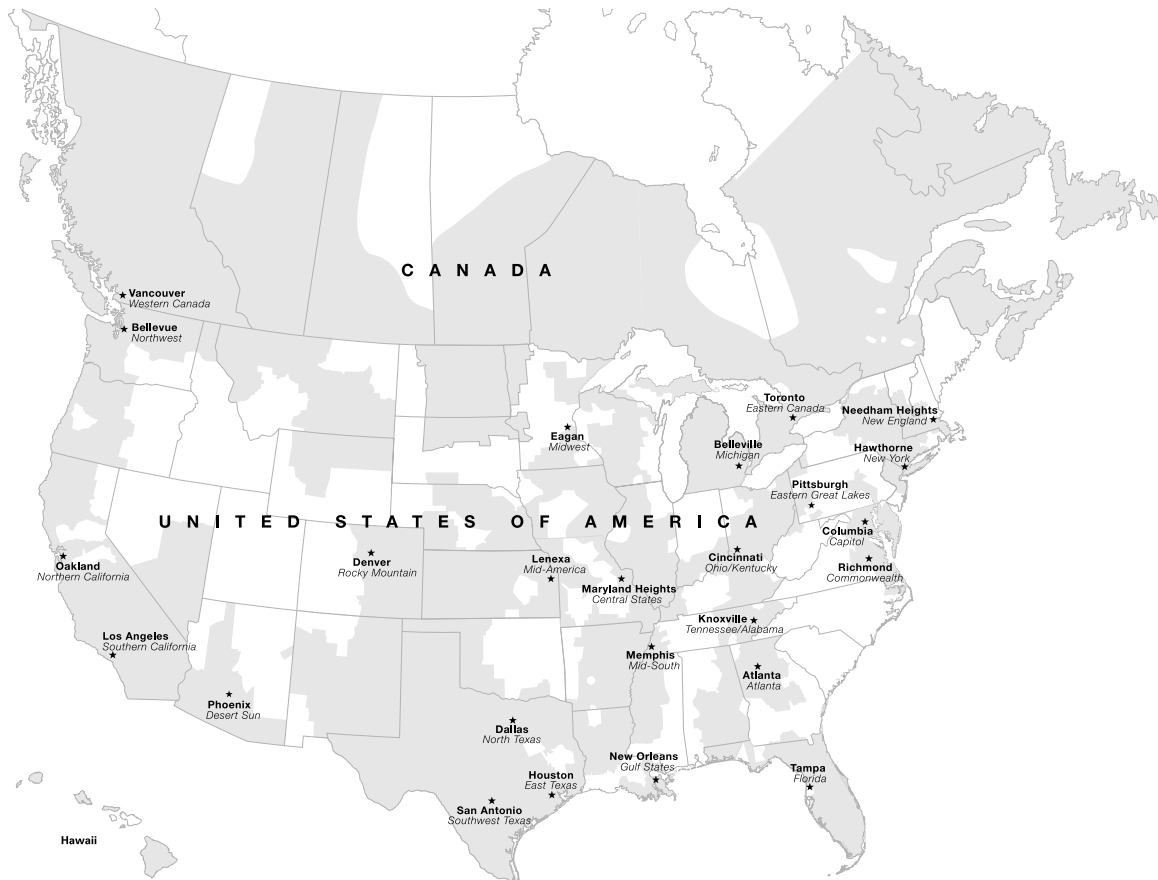 CANADA
Vancouver
Western Canada
Bellevue
Northwest
Toronto
Eastern Canada
Needham Heights
New England
Eagan
Midwest
Belleville
Michigan
Hawthorne
New York
Pittsburgh
Eastern Great Lakes
UNITED STATES OF AMERICA
Columbia
Capitol
Oakland
Northern California
Denver
Rocky Mountain
Lenexa
Mid-America
Cincinnati
Ohio/Kentucky
Richmond
Commonwealth
Maryland Heights
Central States
Knoxville
Tennessee/Alabama
Los Angeles
Southern California
Memphis
Mid-South
Atlanta
Atlanta
Phoenix
Desert Sun
Dallas
North Texas
New Orleans
Gulf States
Tampa
Florida
Houston
East Texas
San Antonio
Southwest Texas
Hawaii